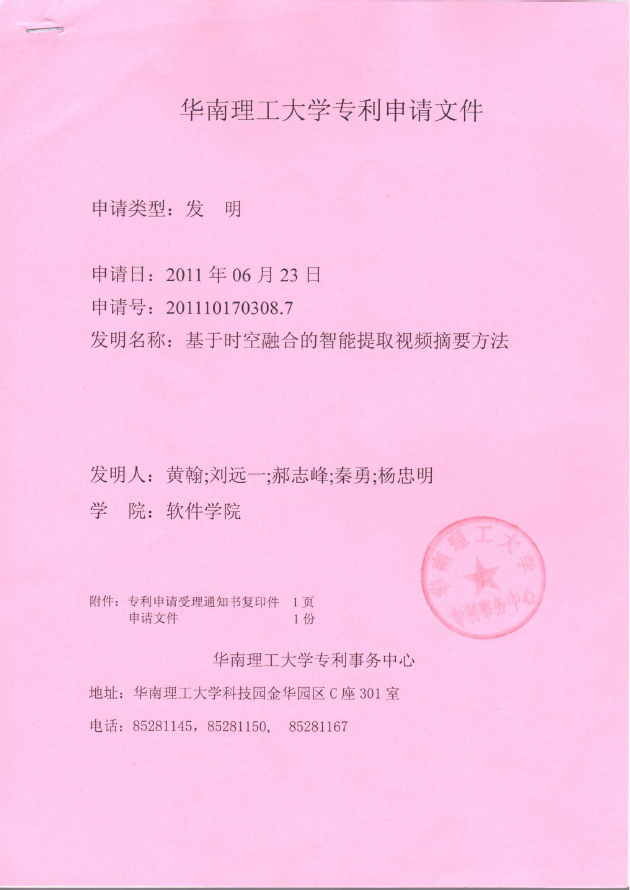 华南理工大学专利申请文件
申请类型：发 明
申请日：2011 年 06 月 23 日
申请号：201110170308.7
发明名称：基于时空融合的智能提取视频摘要方法
发明人：黄翰;刘远一;郝志峰;秦勇;杨忠明
学 院：软件学院
华南理工大学
附件：专利申请受理通知书复印件 1 页
申请文件 1 份
华南理工大学专利事务中心
地址：华南理工大学科技园金华园区 C 座 301 室
电话：85281145，85281150， 85281167